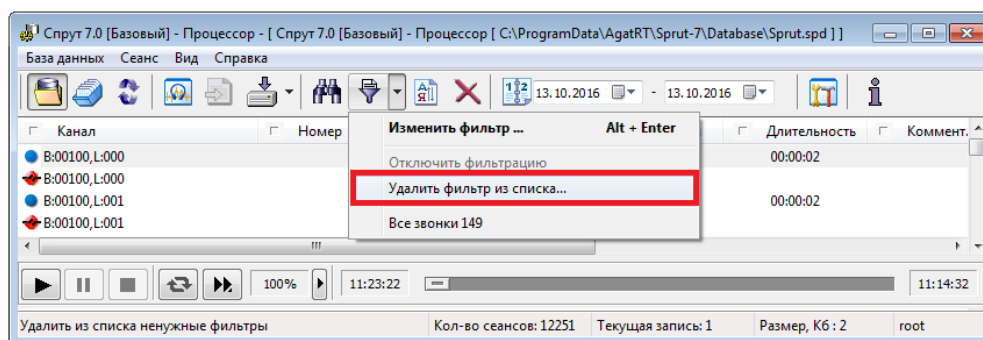 Спрут 7.0 [Базовый] - Процессор - [ Спрут 7.0 [Базовый] - Процессор [ C:\ProgramData\AgatRT\Sprut-7\Database\Sprut.spd ] ]
База данных Сеанс Вид Справка
13.10.2016 - 13.10.2016
Канал Номер Длительность Коммент.
Изменить фильтр ... Alt + Enter
B:00100,L:000 00:00:02
Отключить фильтрацию
B:00100,L:000
Удалить фильтр из списка...
B:00100,L:001 00:00:02
B:00100,L:001
Все звонки 149
100% 11:23:22 11:14:32
Удалить из списка ненужные фильтры Кол-во сеансов: 12251 Текущая запись: 1 Размер, Кб : 2 root